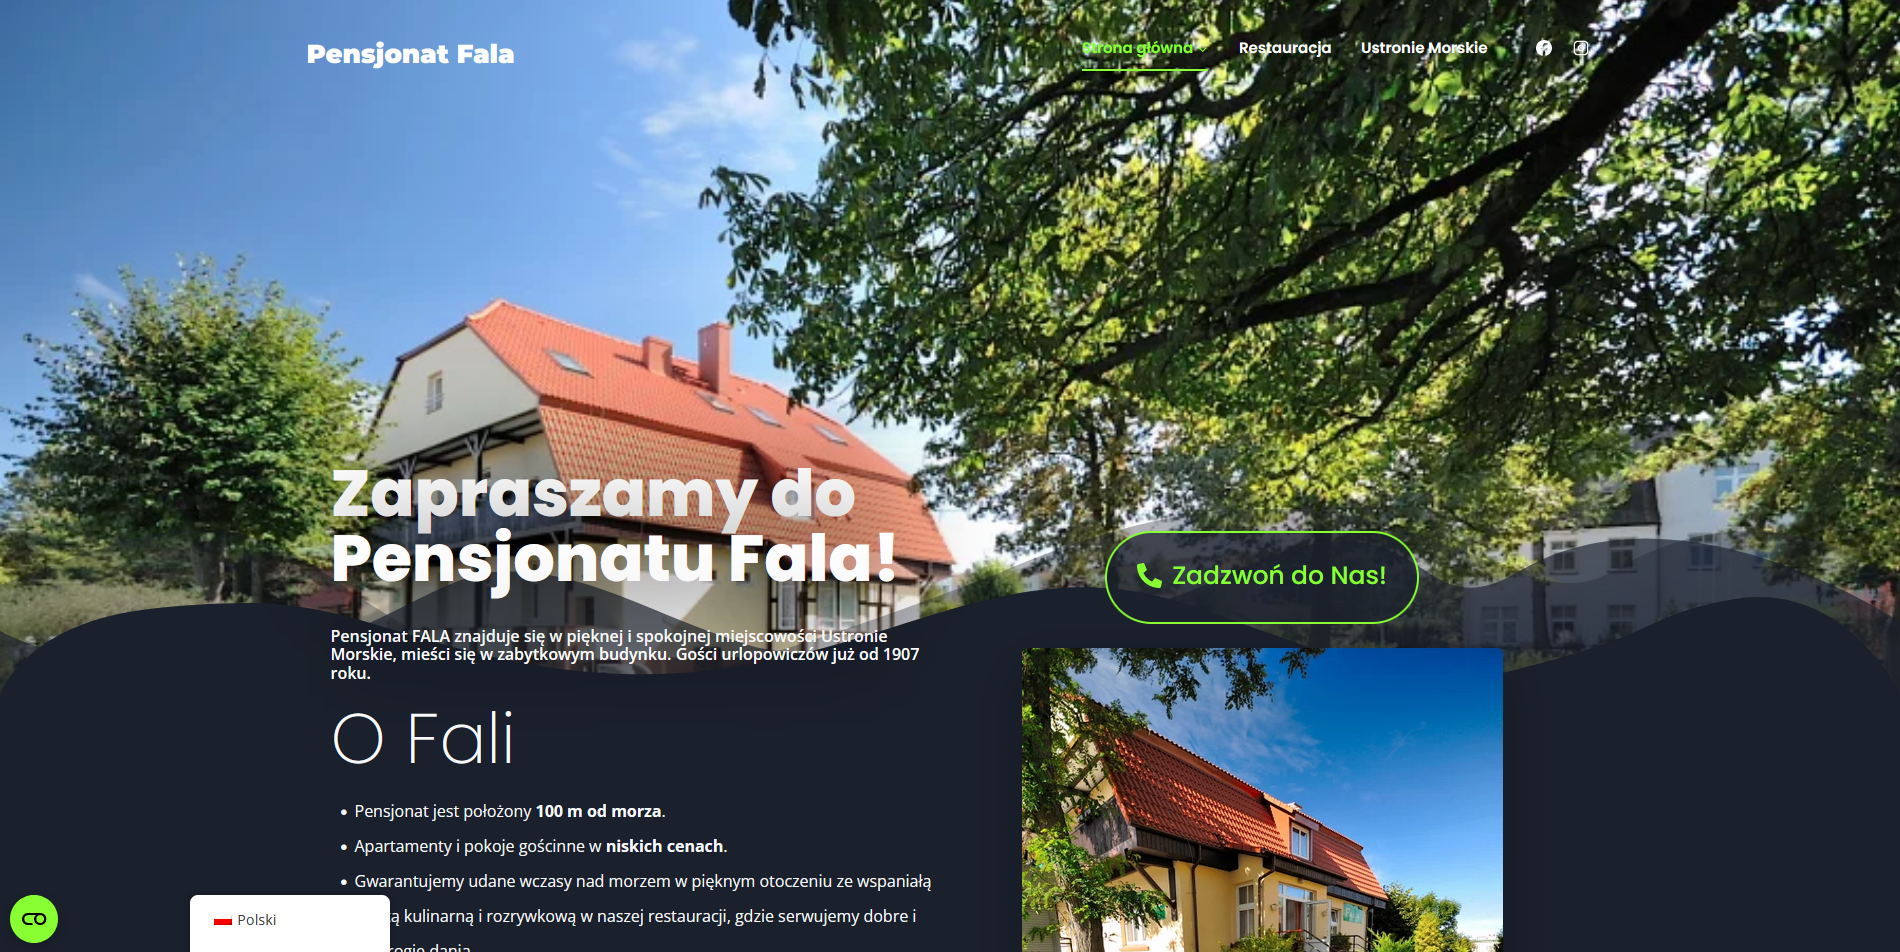 Pensjonat Fala
Strona główna
Restauracja
Ustronie Morskie
Zapraszamy do
Pensjonatu Fala!
Zadzwoń do Nas!
Pensjonat FALA znajduje się w pięknej i spokojnej miejscowości Ustronie
Morskie, mieści się w zabytkowym budynku. Gości urlopowiczów już od 1907
roku.
O Fali
• Pensjonat jest położony 100 m od morza.
• Apartamenty i pokoje gościnne w niskich cenach.
• Gwarantujemy udane wczasy nad morzem w pięknym otoczeniu ze wspaniałą
kulinarną i rozrywkową w naszej restauracji, gdzie serwujemy dobre i
dania
Polski